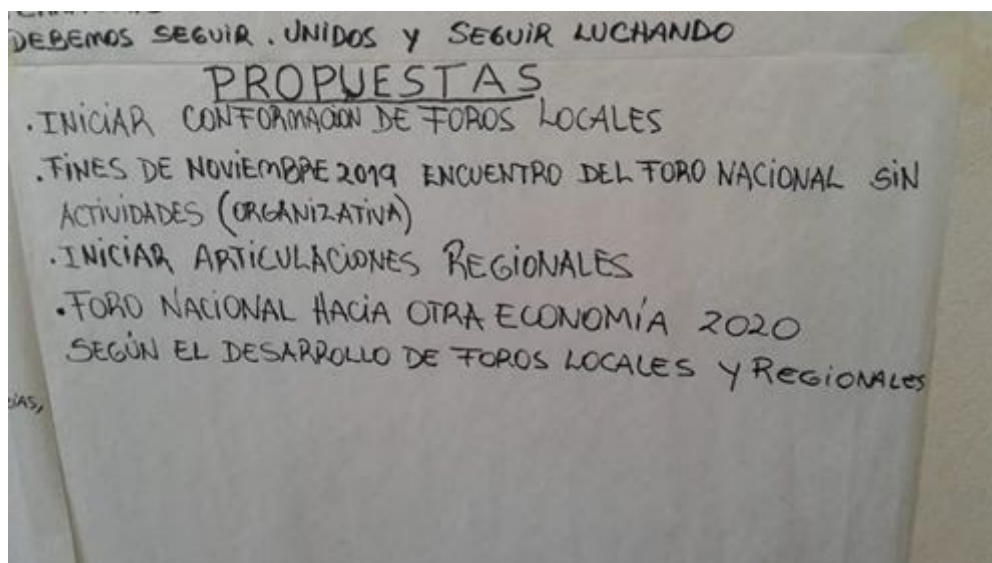 DEBEMOS SEGUIR . UNIDOS Y SEGUIR LUCHANDO
PROPUESTAS
. INICIAR CONFORMACION DE FOROS LOCALES
. FINES DE NOVIEMBRE 2019 ENCUENTRO DEL FORO NACIONAL SIN
ACTIVIDADES (ORGANIZATIVA)
. INICIAR ARTICULACIONES REGIONALES
. FORO NACIONAL HACIA OTRA ECONOMÍA 2020
SEGÚN EL DESARROLLO DE FOROS LOCALES Y REGIONALES